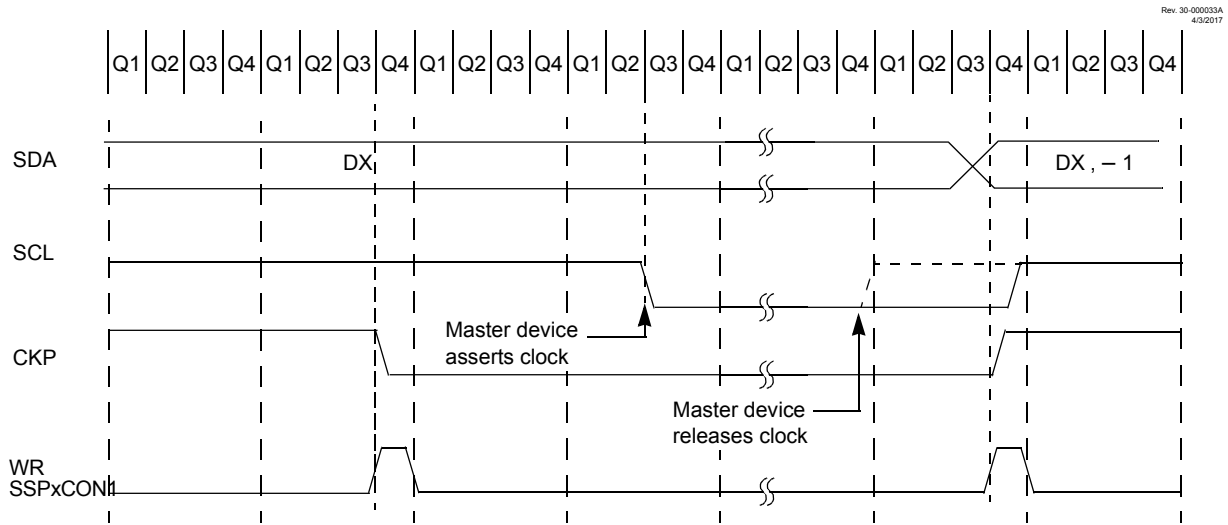 Rev. 30-000033A
4/3/2017
Q1 Q2 Q3 Q4 Q1 Q2 Q3 Q4 Q1 Q2 Q3 Q4 Q1 Q2 Q3 Q4 Q1 Q2 Q3 Q4 Q1 Q2 Q3 Q4 Q1 Q2 Q3 Q4
SDA
DX
DX , – 1
SCL
Master device
asserts clock
CKP
Master device
releases clock
WR
SSPxCON1